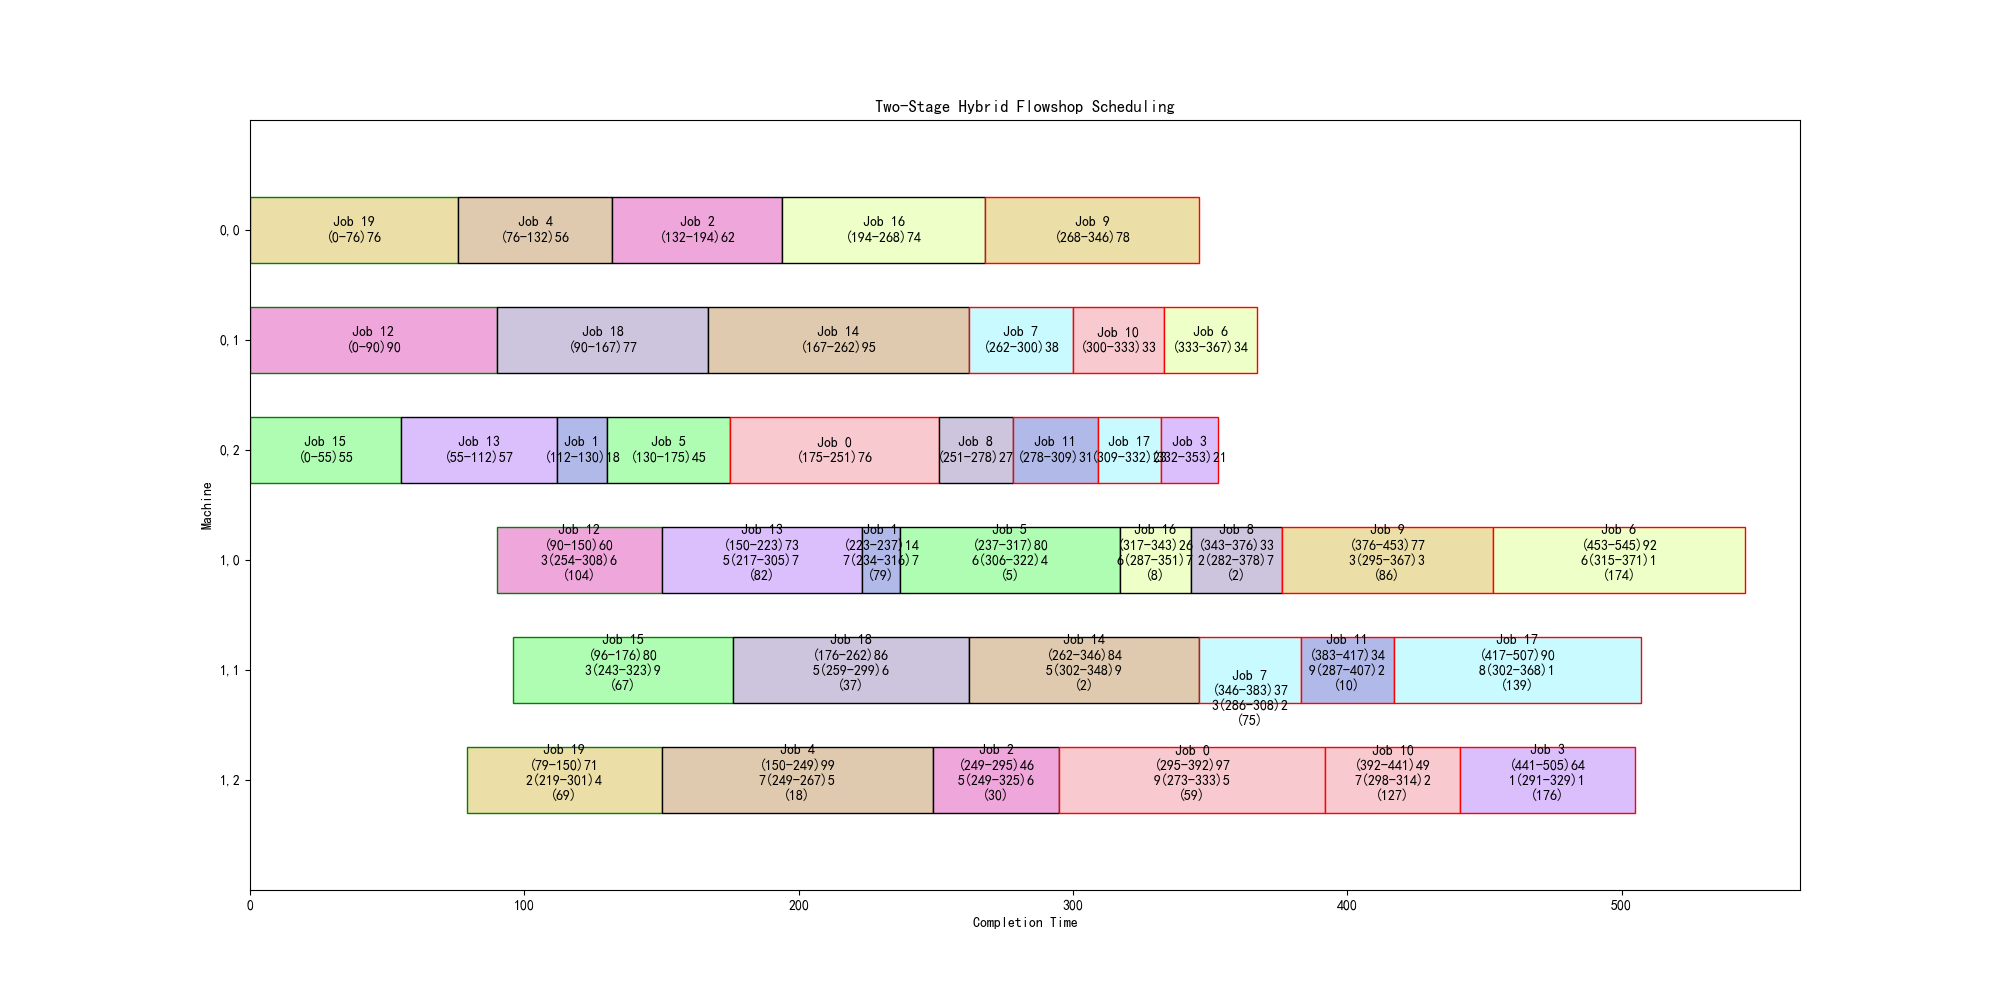 Two-Stage Hybrid Flowshop Scheduling
Machine
0,0
Job 19
(0-76)76
Job 4
(76-132)56
Job 2
(132-194)62
Job 16
(194-268)74
Job 9
(268-346)78
0,1
Job 12
(0-90)90
Job 18
(90-167)77
Job 14
(167-262)95
Job 7
(262-300)38
Job 10
(300-333)33
Job 6
(333-367)34
0,2
Job 15
(0-55)55
Job 13
(55-112)57
Job 1
(112-130)18
Job 5
(130-175)45
Job 0
(175-251)76
Job 8
(251-278)27
Job 11
(278-309)31
Job 17
(309-332)23
Job 3
(332-353)21
1,0
Job 12
(90-150)60
3(254-308)6
(104)
Job 13
(150-223)73
5(217-305)7
(82)
Job 1
(223-237)14
7(234-316)7
(79)
Job 5
(237-317)80
6(306-322)4
(5)
Job 16
(317-343)26
6(287-351)7
(8)
Job 8
(343-376)33
2(282-378)7
(2)
Job 9
(376-453)77
3(295-367)3
(86)
Job 6
(453-545)92
6(315-371)1
(174)
1,1
Job 15
(96-176)80
3(243-323)9
(67)
Job 18
(176-262)86
5(259-299)6
(37)
Job 14
(262-346)84
5(302-348)9
(2)
Job 7
(346-383)37
3(286-308)2
(75)
Job 11
(383-417)34
9(287-407)2
(10)
Job 17
(417-507)90
8(302-368)1
(139)
1,2
Job 19
(79-150)71
2(219-301)4
(69)
Job 4
(150-249)99
7(249-267)5
(18)
Job 2
(249-295)46
5(249-325)6
(30)
Job 0
(295-392)97
9(273-333)5
(59)
Job 10
(392-441)49
7(298-314)2
(127)
Job 3
(441-505)64
1(291-329)1
(176)
0 100 200 300 400 500
Completion Time